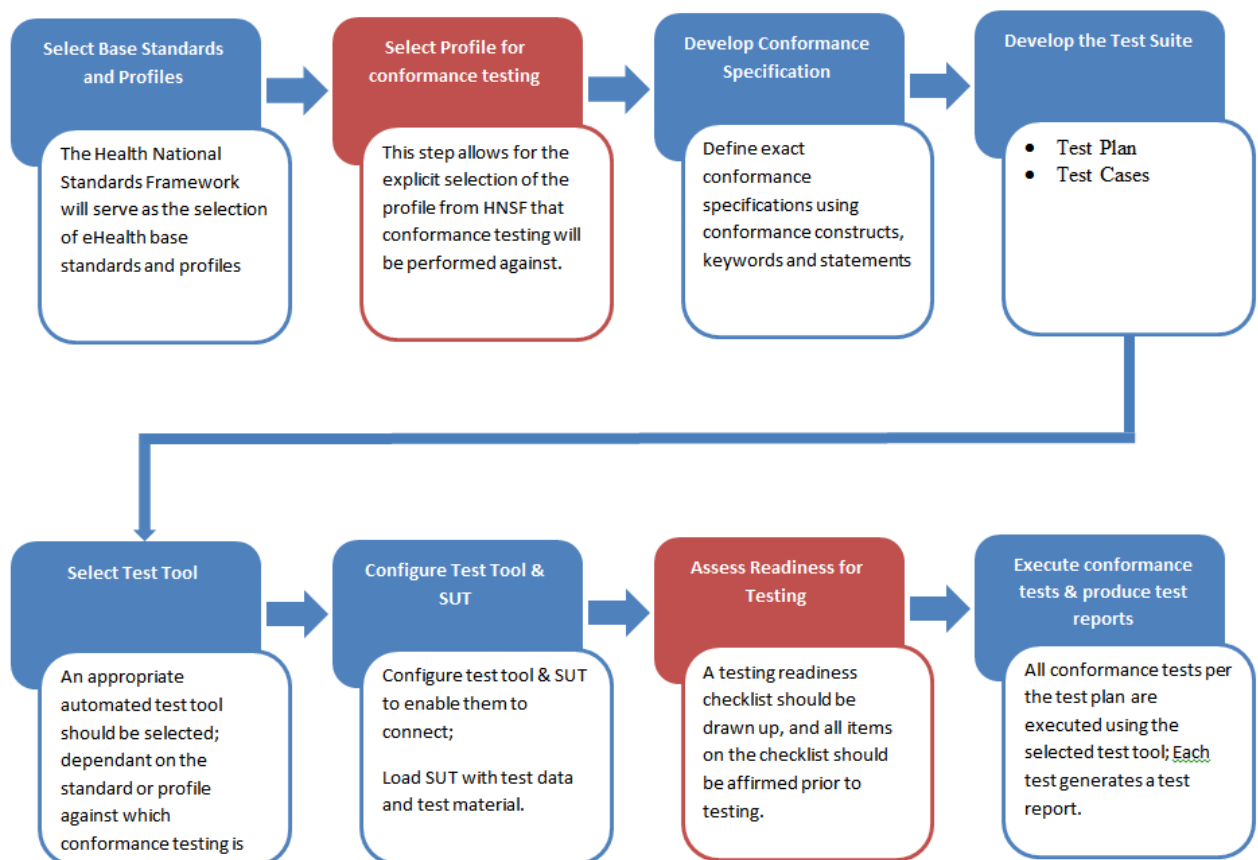 Select Base Standards
and Profiles
The Health National
Standards Framework
will serve as the selection
of eHealth base
standards and profiles
Select Profile for
conformance testing
This step allows for the
explicit selection of the
profile from HNSF that
conformance testing will
be performed against.
Develop Conformance
Specification
Define exact
conformance
specifications using
conformance constructs,
keywords and statements
Develop the Test Suite
• Test Plan
• Test Cases
Select Test Tool
An appropriate
automated test tool
should be selected;
dependant on the
standard or profile
against which
conformance testing is
Configure Test Tool &
SUT
Configure test tool & SUT
to enable them to
connect;
Load SUT with test data
and test material.
Assess Readiness for
Testing
A testing readiness
checklist should be
drawn up, and all items
on the checklist should
be affirmed prior to
testing.
Execute conformance
tests & produce test
reports
All conformance tests per
the test plan are
executed using the
selected test tool; Each
test generates a test
report.